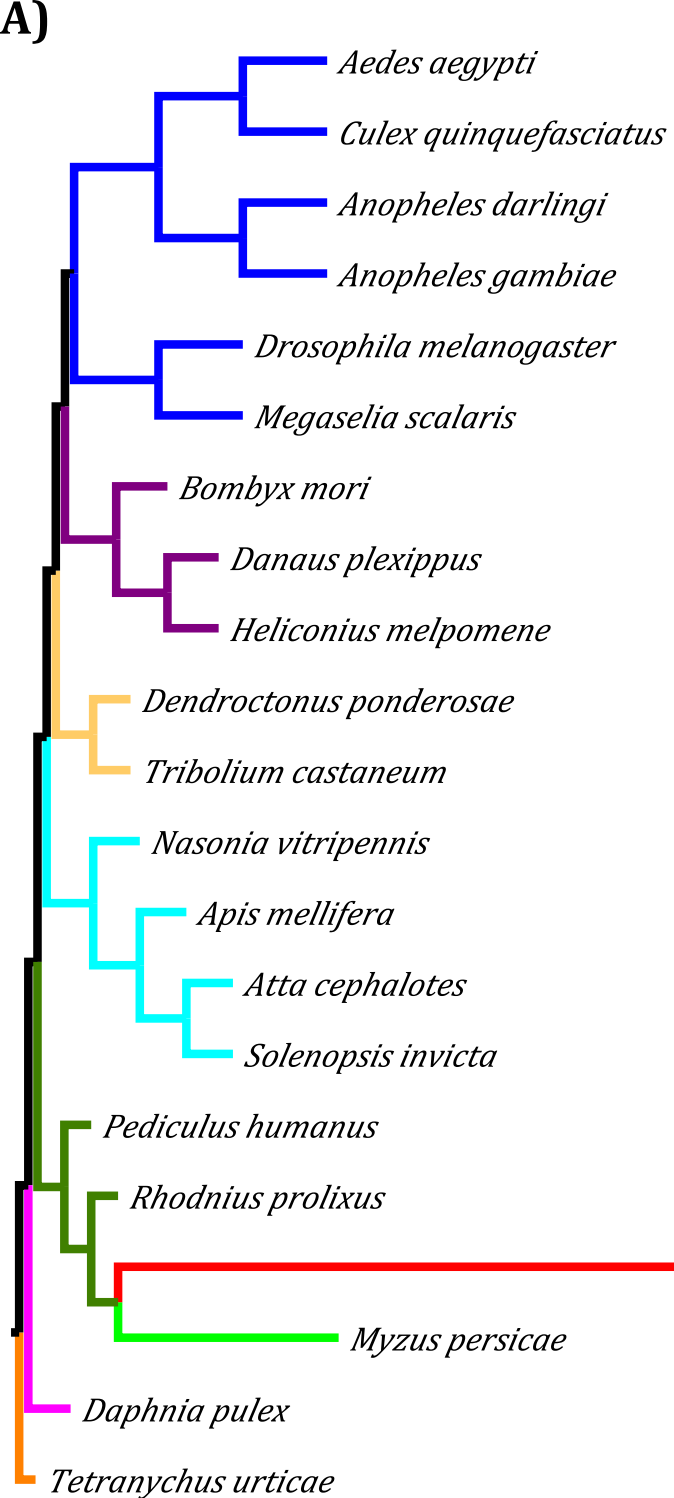 A)
Aedes aegypti
Culex quinquefasciatus
Anopheles darlingi
Anopheles gambiae
Drosophila melanogaster
Megaselia scalaris
Bombyx mori
Danaus plexippus
Heliconius melpomene
Dendroctonus ponderosae
Tribolium castaneum
Nasonia vitripennis
Apis mellifera
Atta cephalotes
Solenopsis invicta
Pediculus humanus
Rhodnius prolixus
Myzus persicae
Daphnia pulex
Tetranychus urticae